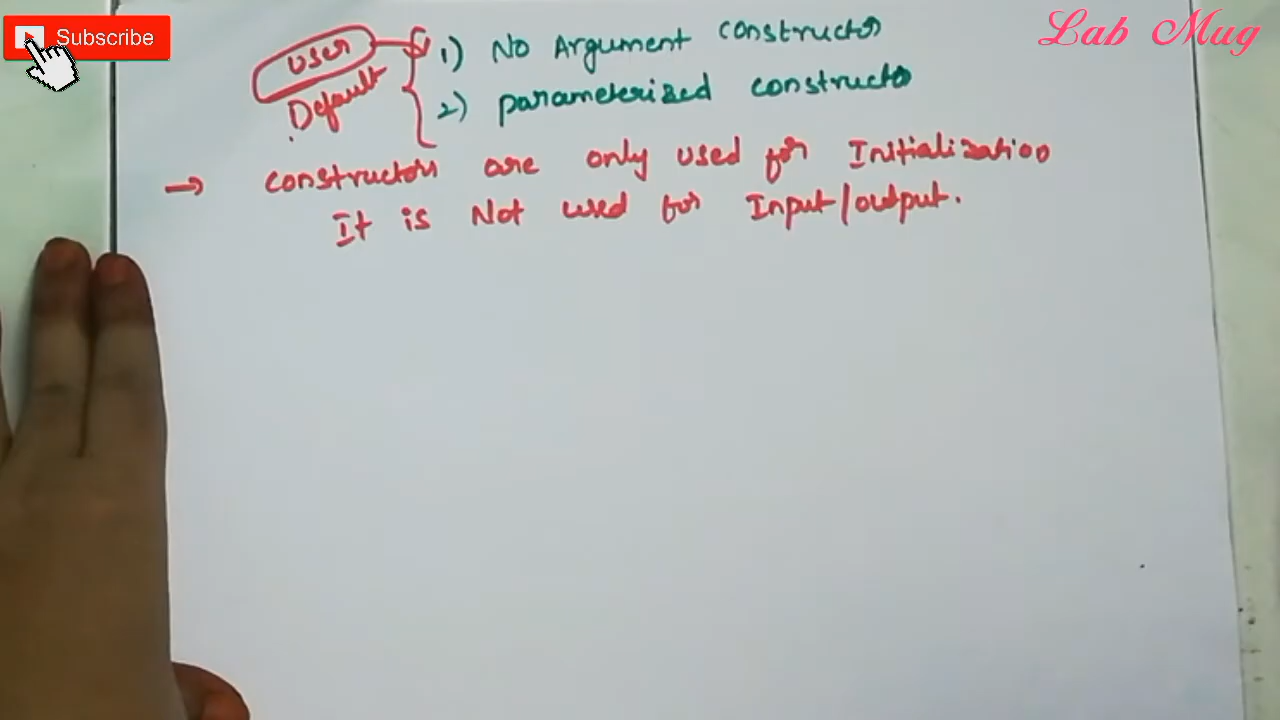 Subscribe
Lab Mug
User
Default
1) No Argument constructor
2) parameterized constructor
→ constructors are only used for Initialization
It is Not used for Input/output.